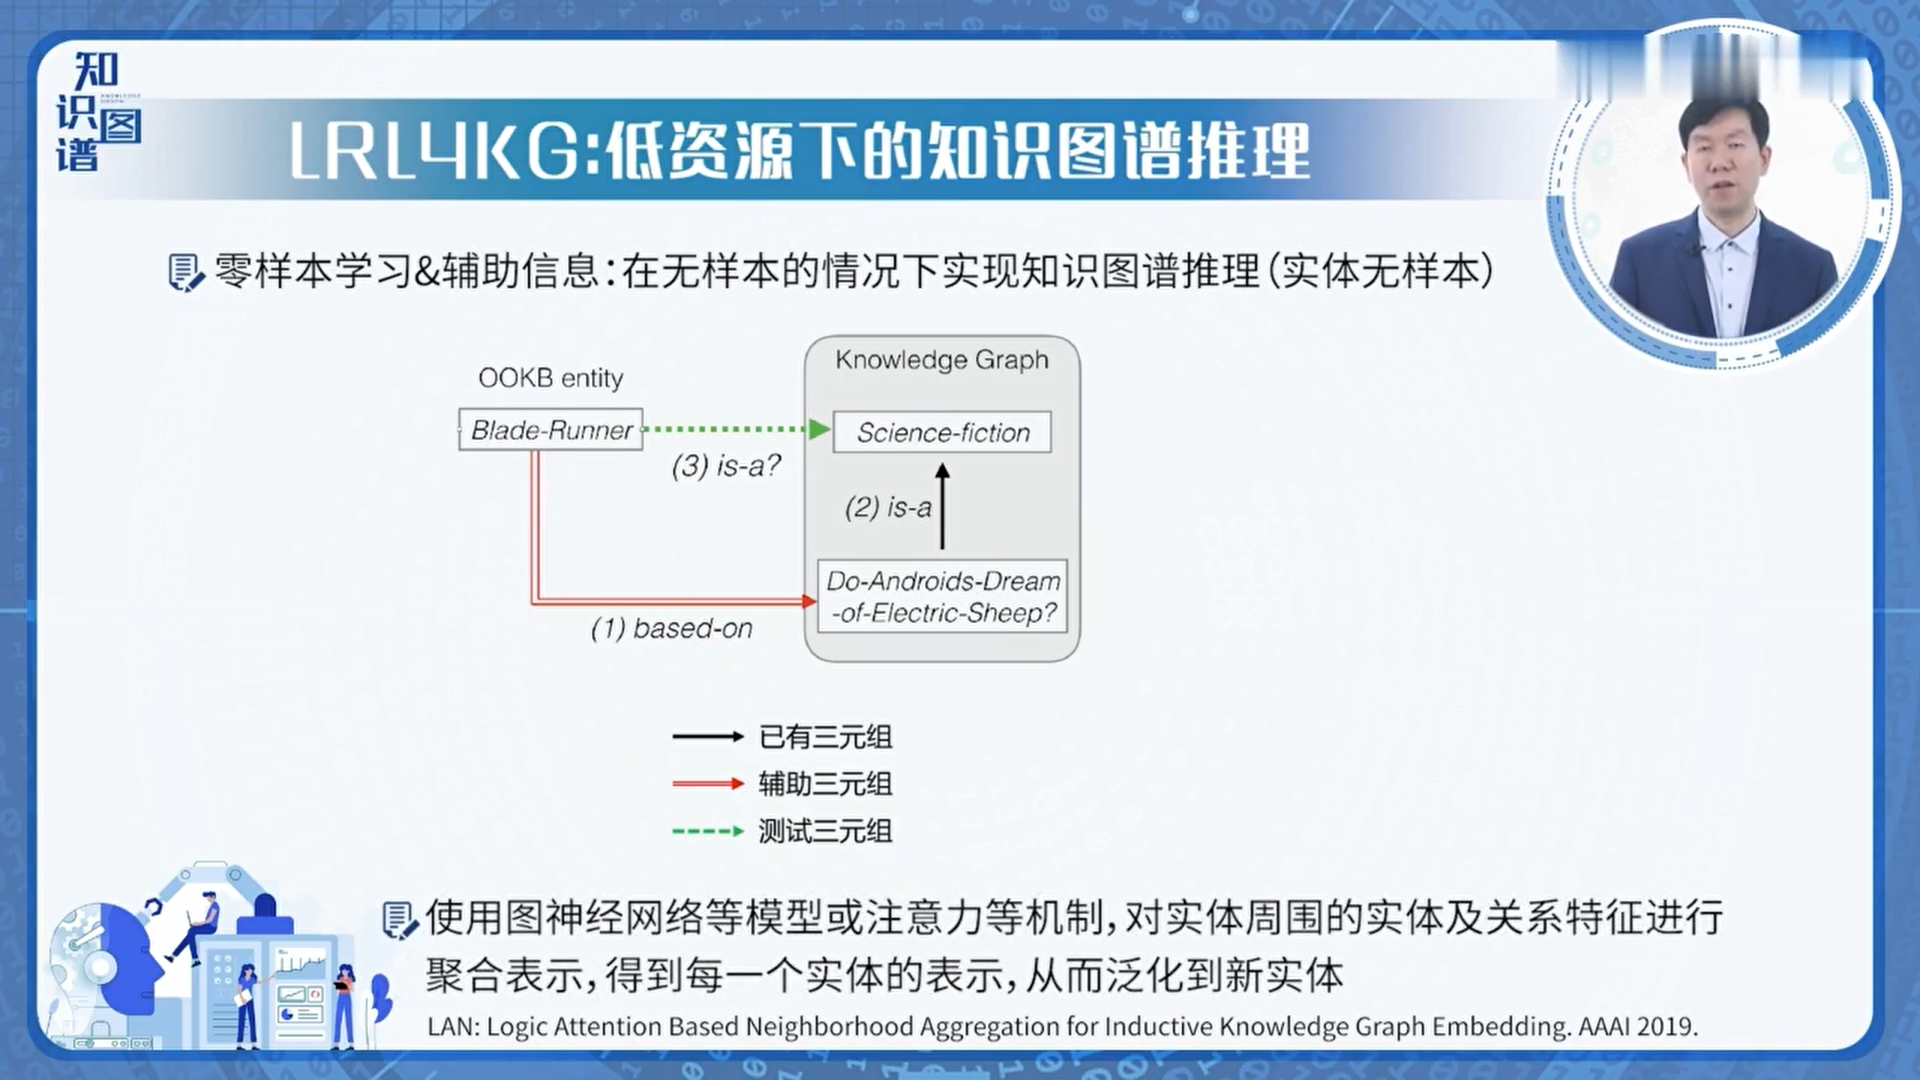 知识图谱
LRL4KG:低资源下的知识图谱推理
零样本学习&辅助信息：在无样本的情况下实现知识图谱推理（实体无样本）
OOKB entity
Knowledge Graph
Blade-Runner
Science-fiction
(3) is-a?
(2) is-a
Do-Androids-Dream
-of-Electric-Sheep?
(1) based-on
已有三元组
辅助三元组
测试三元组
使用图神经网络等模型或注意力等机制，对实体周围的实体及关系特征进行
聚合表示，得到每一个实体的表示，从而泛化到新实体
LAN: Logic Attention Based Neighborhood Aggregation for Inductive Knowledge Graph Embedding. AAAI 2019.